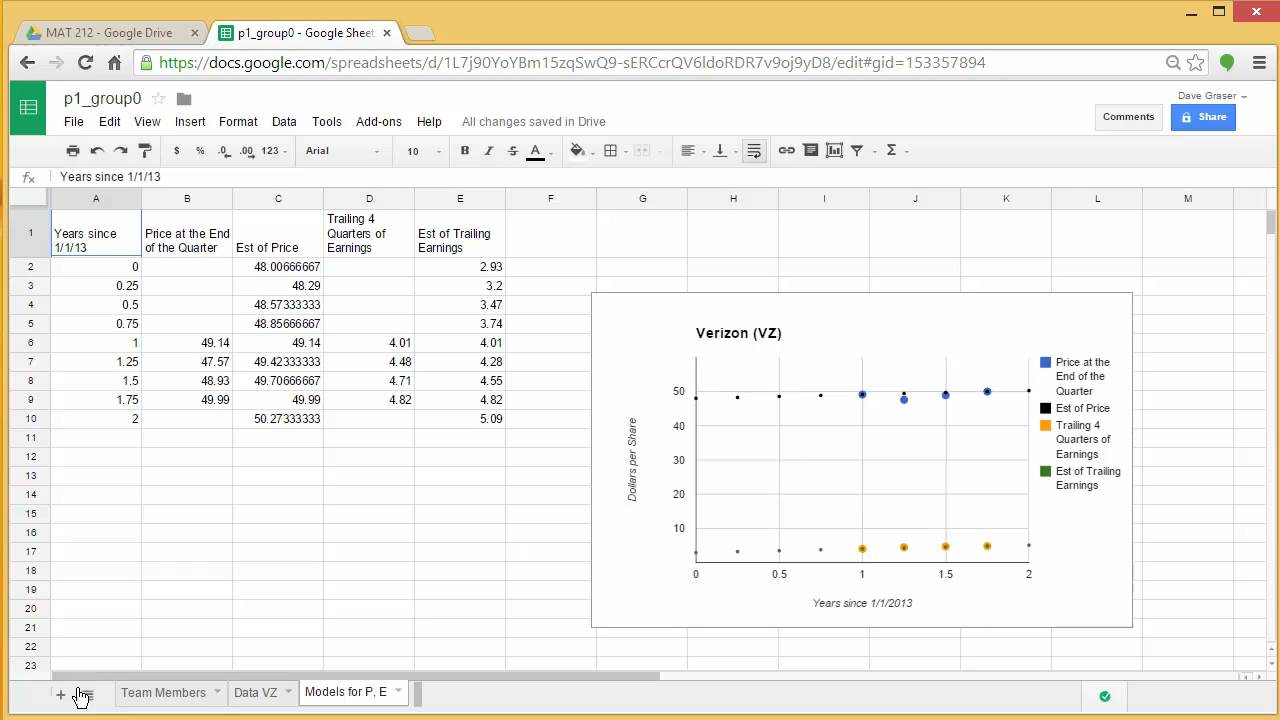 MAT 212 - Google Drive
p1_group0 - Google Sheet
https://docs.google.com/spreadsheets/d/1L7j90YoYBm15zqSwQ9-sERCcrQV6ldoRDR7v9oj9yD8/edit#gid=153357894
p1_group0
Dave Graser
File Edit View Insert Format Data Tools Add-ons Help All changes saved in Drive
Comments Share
$ % .0 .00 123 Arial 10 B I S A Σ
fx Years since 1/1/13
A B C D E F G H I J K L M
1 Years since 1/1/13 Price at the End of the Quarter Est of Price Trailing 4 Quarters of Earnings Est of Trailing Earnings
2 0 48.00666667 2.93
3 0.25 48.29 3.2
4 0.5 48.57333333 3.47
5 0.75 48.85666667 3.74
6 1 49.14 49.14 4.01 4.01
7 1.25 47.57 49.42333333 4.48 4.28
8 1.5 48.93 49.70666667 4.71 4.55
9 1.75 49.99 49.99 4.82 4.82
10 2 50.27333333 5.09
11
12
13
14
15
16
17
18
19
20
21
22
23
Verizon (VZ)
Dollars per Share
50
40
30
20
10
0 0.5 1 1.5 2
Years since 1/1/2013
Price at the
End of the
Quarter
Est of Price
Trailing 4
Quarters of
Earnings
Est of Trailing
Earnings
Team Members Data VZ Models for P, E